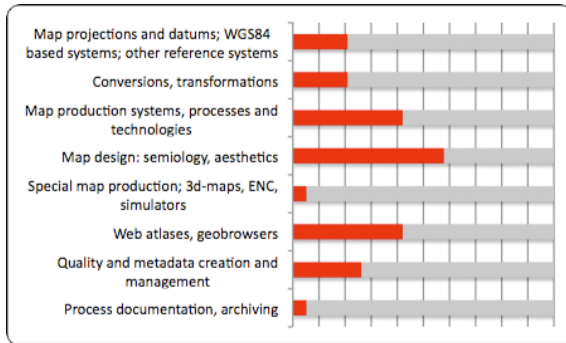 Map projections and datums; WGS84
based systems; other reference systems
Conversions, transformations
Map production systems, processes and
technologies
Map design: semiology, aesthetics
Special map production; 3d-maps, ENC,
simulators
Web atlases, geobrowsers
Quality and metadata creation and
management
Process documentation, archiving